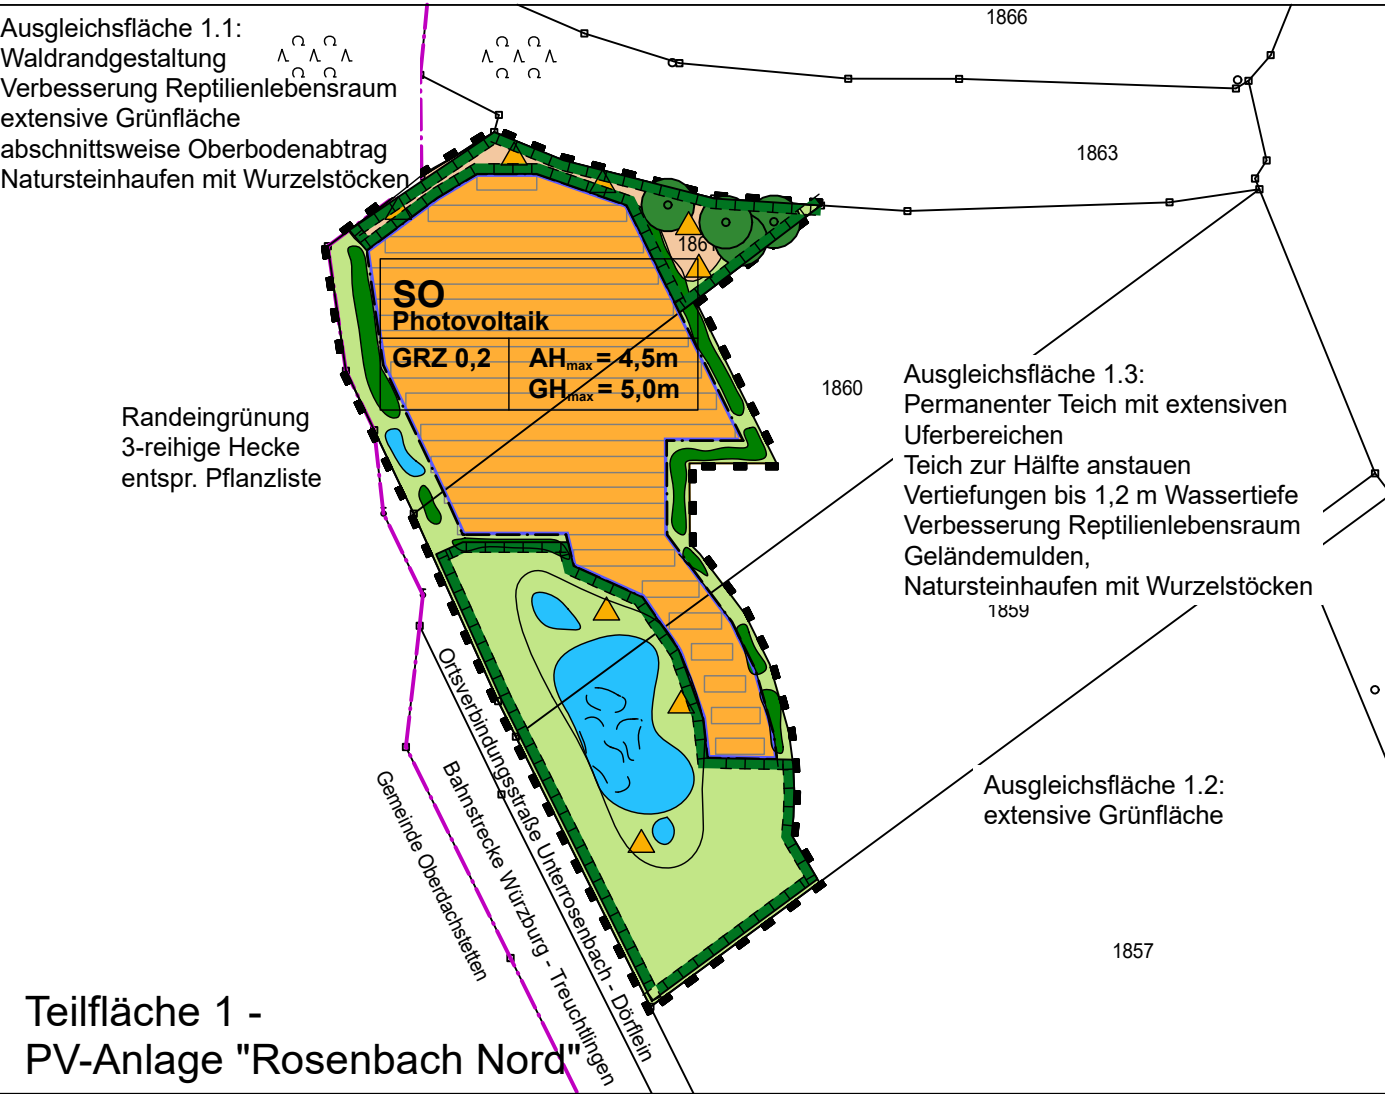 Ausgleichsfläche 1.1:
Waldrandgestaltung
Verbesserung Reptilienlebensraum
extensive Grünfläche
abschnittsweise Oberbodenabtrag
Natursteinhaufen mit Wurzelstöcken
1866
1863
1861
SO
Photovoltaik
GRZ 0,2
AHmax = 4,5m
GHmax = 5,0m
1860
Randeingrünung
3-reihige Hecke
entspr. Pflanzliste
Ausgleichsfläche 1.3:
Permanenter Teich mit extensiven
Uferbereichen
Teich zur Hälfte anstauen
Vertiefungen bis 1,2 m Wassertiefe
Verbesserung Reptilienlebensraum
Geländemulden,
Natursteinhaufen mit Wurzelstöcken
1859
Ortsverbindungsstraße Unterrosenbach - Dörflein
Bahnstrecke Würzburg - Treuchtlingen
Gemeinde Oberdachstetten
Ausgleichsfläche 1.2:
extensive Grünfläche
1857
Teilfläche 1 -
PV-Anlage "Rosenbach Nord"